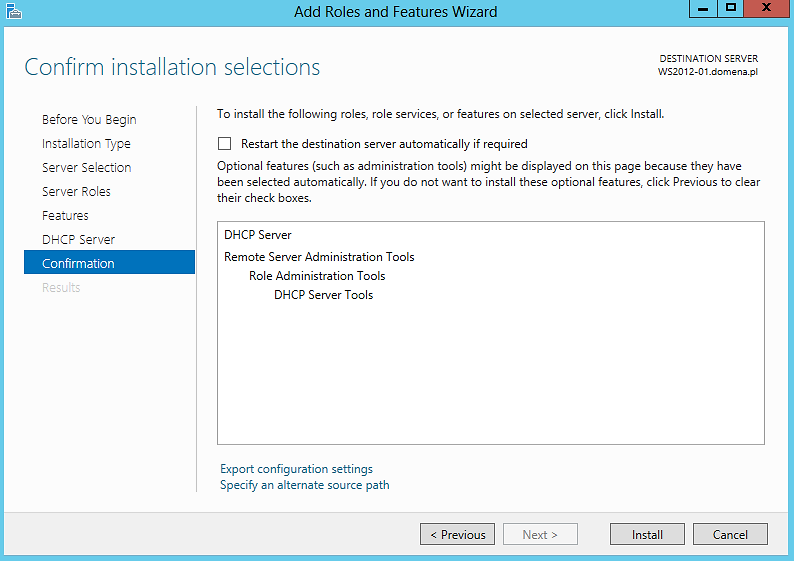 Add Roles and Features Wizard
Confirm installation selections
DESTINATION SERVER
WS2012-01.domena.pl
Before You Begin
Installation Type
Server Selection
Server Roles
Features
DHCP Server
Confirmation
Results
To install the following roles, role services, or features on selected server, click Install.
Restart the destination server automatically if required
Optional features (such as administration tools) might be displayed on this page because they have
been selected automatically. If you do not want to install these optional features, click Previous to clear
their check boxes.
DHCP Server
Remote Server Administration Tools
Role Administration Tools
DHCP Server Tools
Export configuration settings
Specify an alternate source path
< Previous
Next >
Install
Cancel